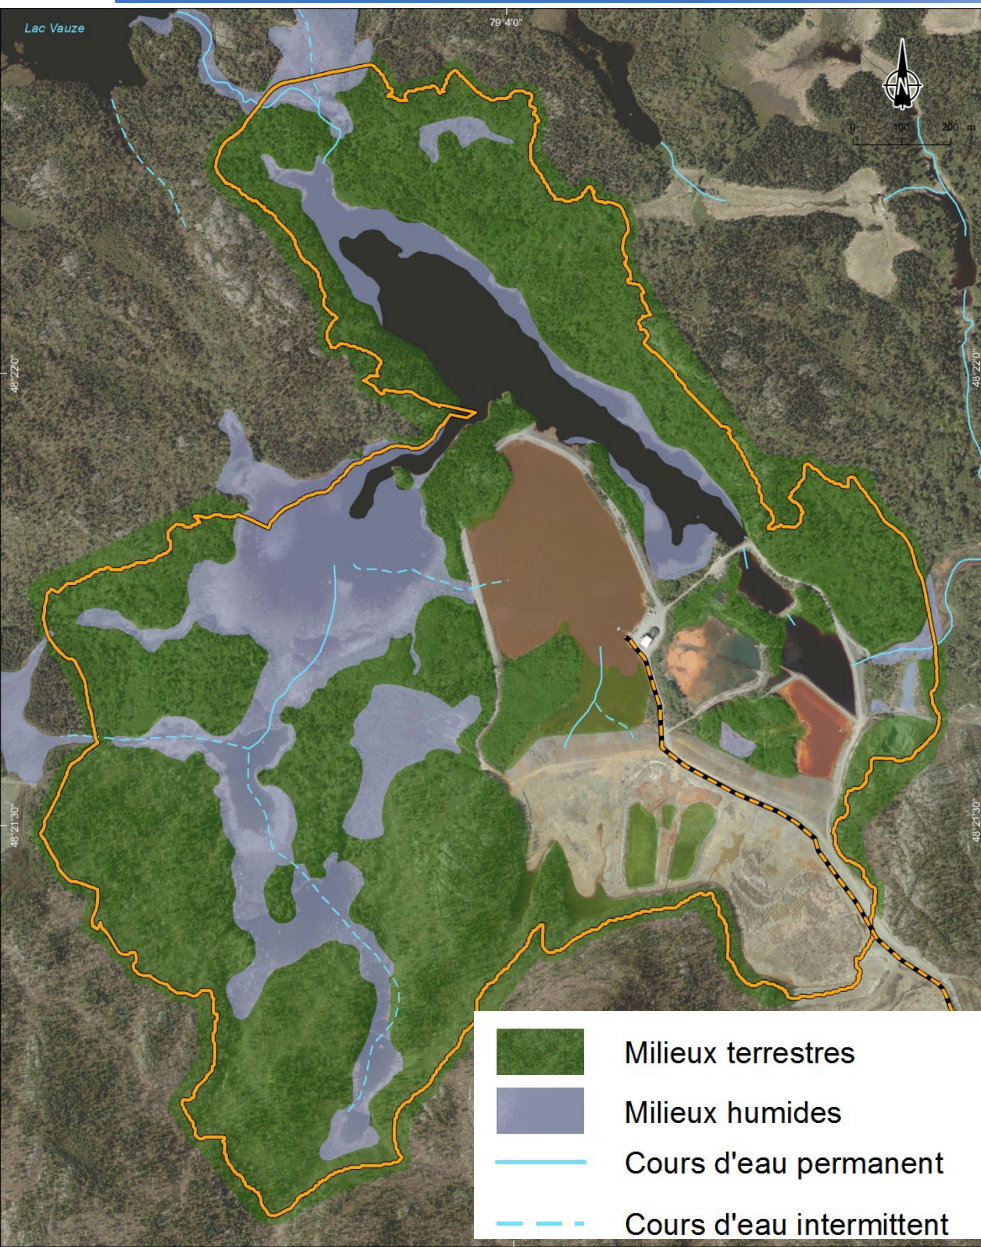 Lac Vauze
79°4'0"
N
0 100 200 m
48°22'0"
48°22'0"
48°21'30"
48°21'30"
Milieux terrestres
Milieux humides
Cours d'eau permanent
Cours d'eau intermittent